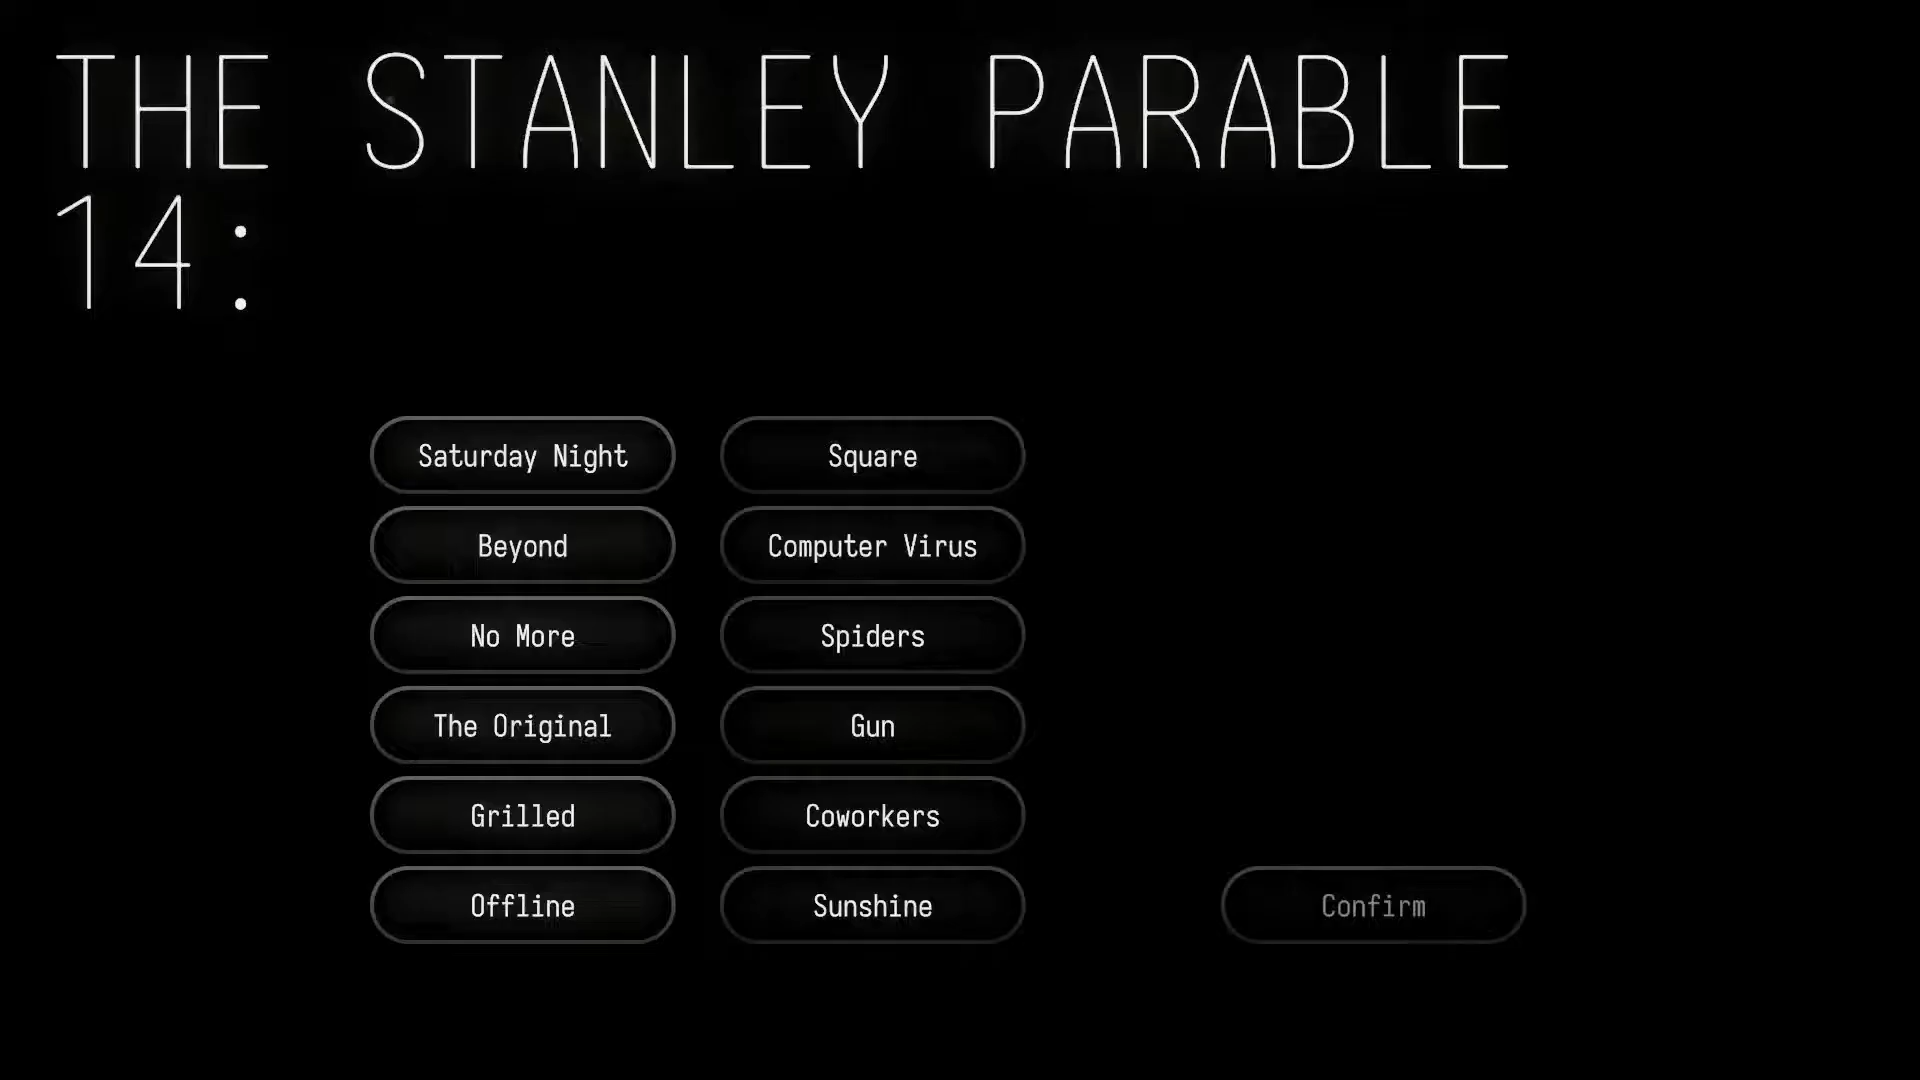 THE STANLEY PARABLE
14:
Saturday Night
Square
Beyond
Computer Virus
No More
Spiders
The Original
Gun
Grilled
Coworkers
Offline
Sunshine
Confirm